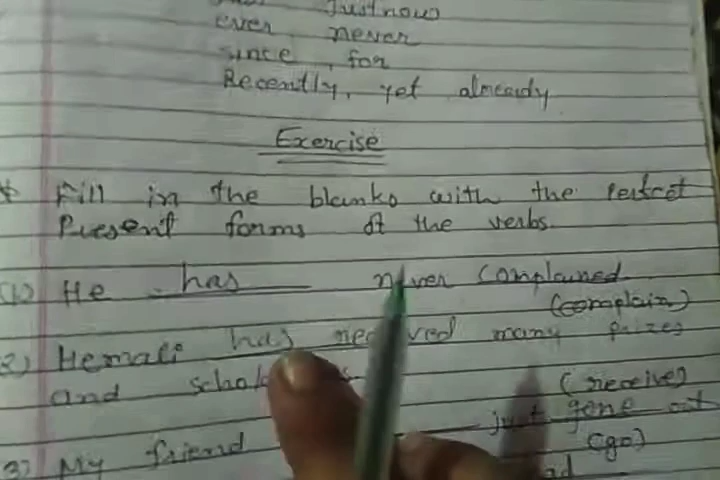 Just now
ever, never
since, for
Recently, yet already
Exercise
* Fill in the blanks with the perfect
Present forms of the verbs.
(1) He has never complained
(complain)
2) Hemali has received many prizes
and (receive)
3) My friend just gone out
(go)